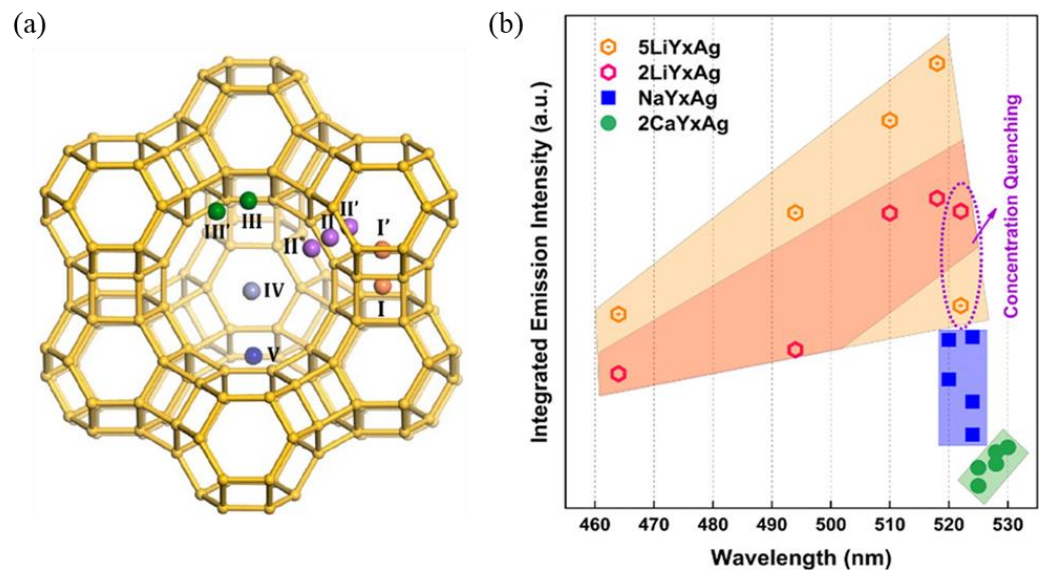 (a)
III
III'
II'
II
II*
I'
I
IV
V
(b)
Integrated Emission Intensity (a.u.)
5LiYxAg
2LiYxAg
NaYxAg
2CaYxAg
Concentration Quenching
460 470 480 490 500 510 520 530
Wavelength (nm)